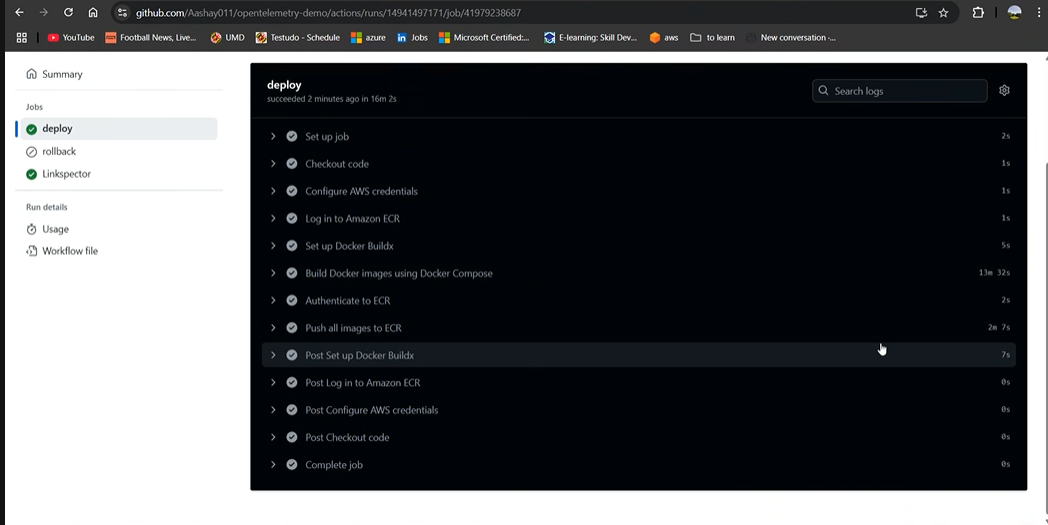 github.com/Aashay011/opentelemetry-demo/actions/runs/14941497171/job/41979238687
YouTube Football News, Live... UMD Testudo - Schedule azure Jobs Microsoft Certified:... E-learning: Skill Dev... aws to learn New conversation -...
Summary
Jobs
deploy
rollback
Linkspector
Run details
Usage
Workflow file
deploy
succeeded 2 minutes ago in 16m 2s
Search logs
Set up job 2s
Checkout code 1s
Configure AWS credentials 1s
Log in to Amazon ECR 1s
Set up Docker Buildx 5s
Build Docker images using Docker Compose 13m 32s
Authenticate to ECR 2s
Push all images to ECR 2m 7s
Post Set up Docker Buildx 7s
Post Log in to Amazon ECR 0s
Post Configure AWS credentials 0s
Post Checkout code 0s
Complete job 0s